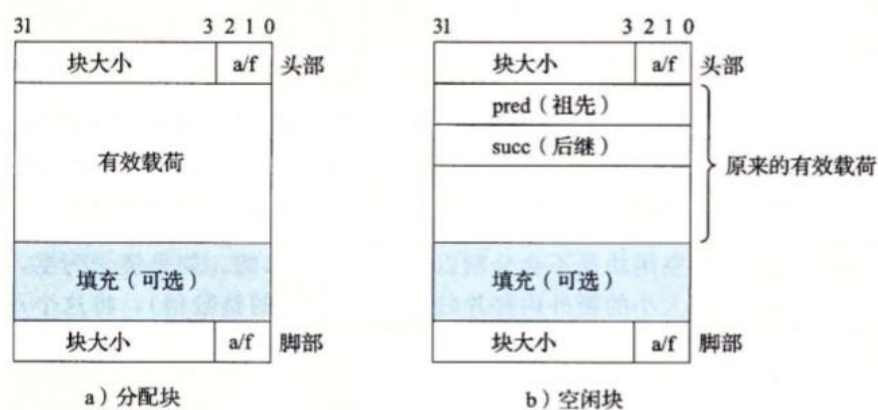 31 3 2 1 0
块大小 a/f 头部
有效载荷
填充（可选）
块大小 a/f 脚部
a）分配块
31 3 2 1 0
块大小 a/f 头部
pred（祖先）
succ（后继）
原来的有效载荷
填充（可选）
块大小 a/f 脚部
b）空闲块